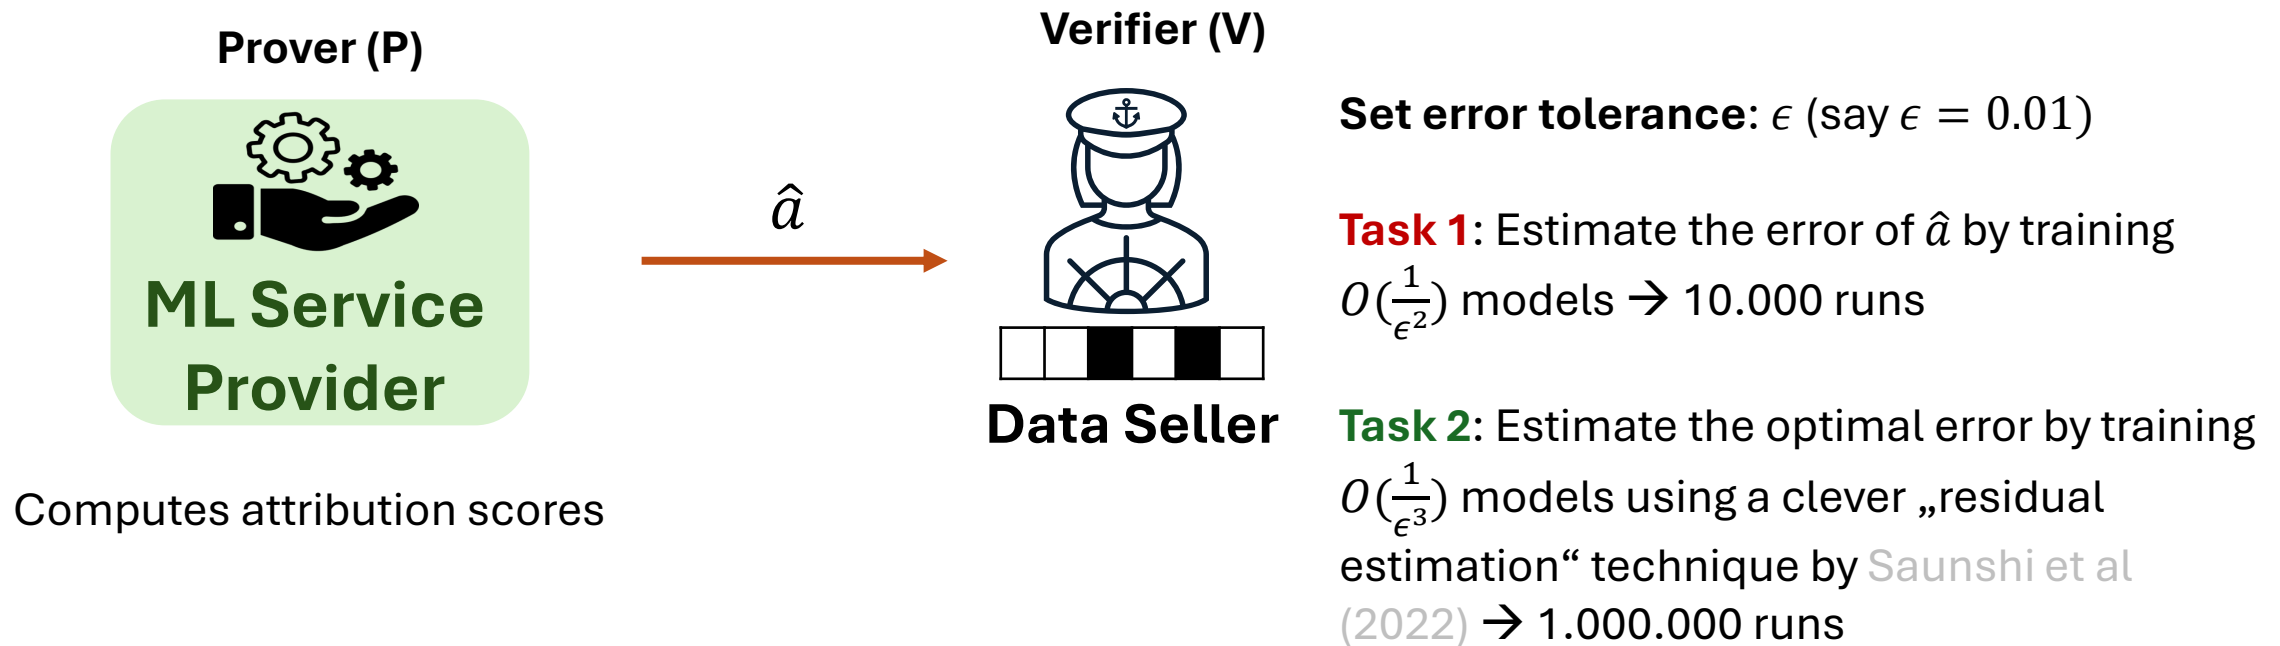 Prover (P)
ML Service
Provider
Computes attribution scores
â
Verifier (V)
Data Seller
Set error tolerance: ϵ (say ϵ = 0.01)
Task 1: Estimate the error of â by training
O(1/ϵ²) models → 10.000 runs
Task 2: Estimate the optimal error by training
O(1/ϵ³) models using a clever „residual
estimation“ technique by Saunshi et al
(2022) → 1.000.000 runs